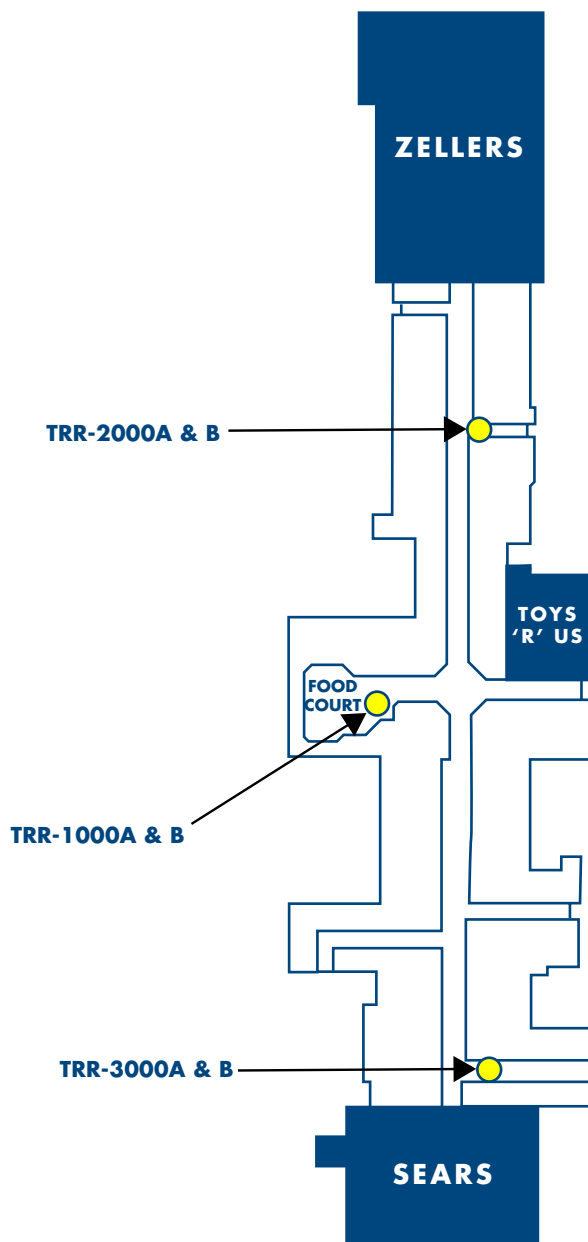 ZELLERS
TRR-2000A & B
TOYS
‘R’ US
FOOD
COURT
TRR-1000A & B
TRR-3000A & B
SEARS